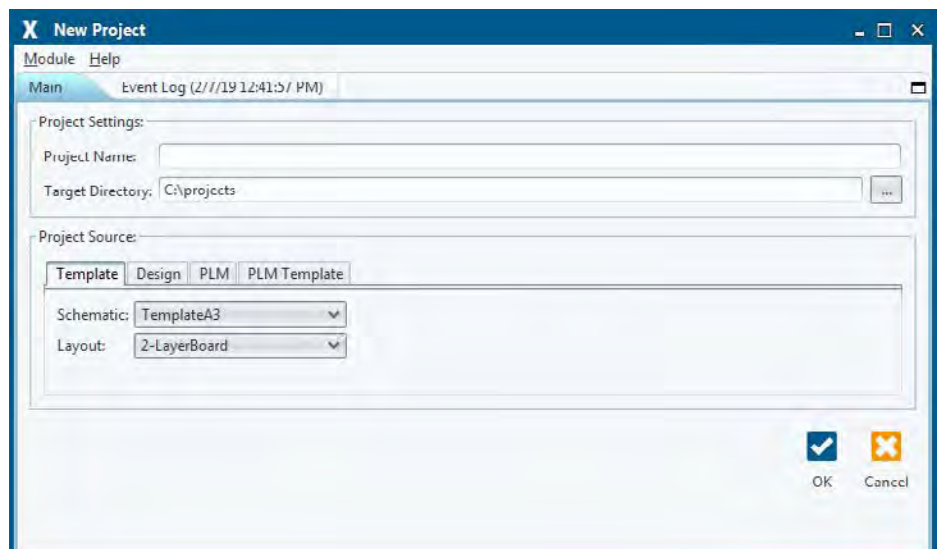 X New Project
Module Help
Main Event Log (2/7/19 12:41:57 PM)
Project Settings:
Project Name:
Target Directory: C:\projects ...
Project Source:
Template Design PLM PLM Template
Schematic: TemplateA3
Layout: 2-LayerBoard
OK Cancel